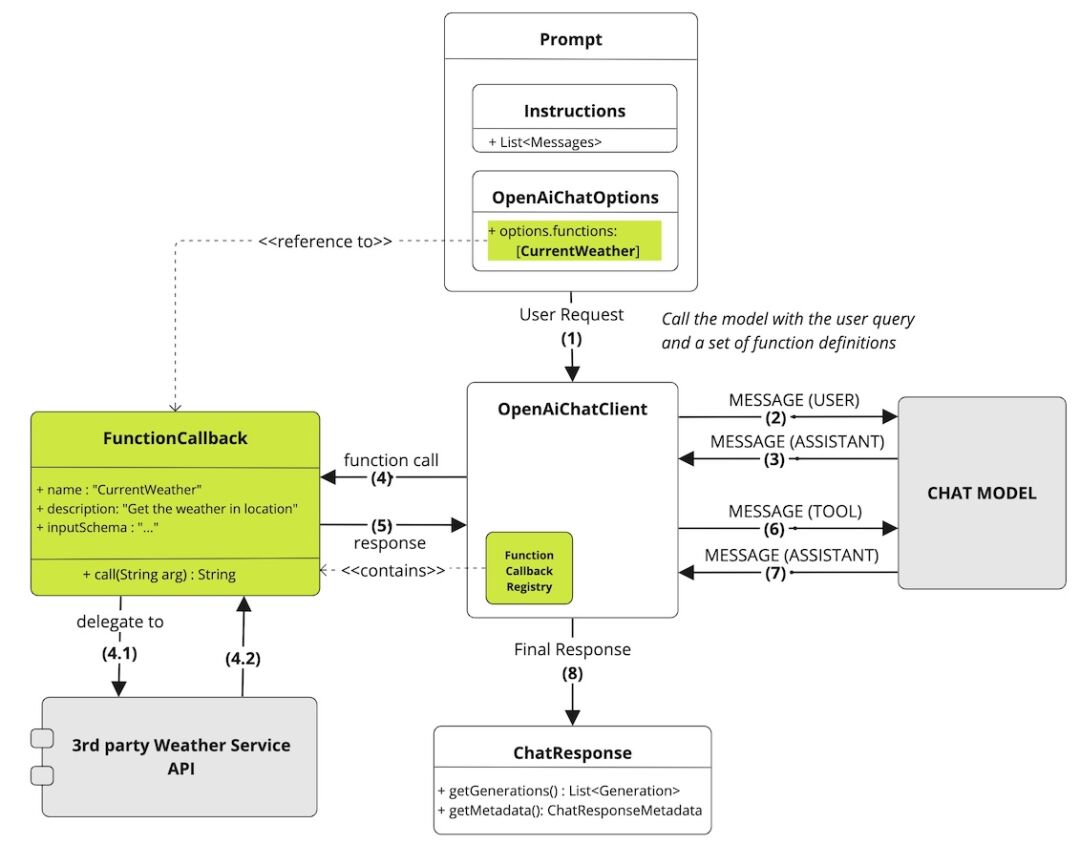 Prompt
Instructions
+ List<Messages>
OpenAiChatOptions
+ options.functions:
[CurrentWeather]
<<reference to>>
User Request
(1)
Call the model with the user query
and a set of function definitions
OpenAiChatClient
MESSAGE (USER)
(2)
MESSAGE (ASSISTANT)
(3)
CHAT MODEL
MESSAGE (TOOL)
(6)
MESSAGE (ASSISTANT)
(7)
FunctionCallback
+ name : "CurrentWeather"
+ description: "Get the weather in location"
+ inputSchema : "..."
+ call(String arg) : String
function call
(4)
(5)
response
<<contains>>
Function
Callback
Registry
delegate to
(4.1)
(4.2)
3rd party Weather Service
API
Final Response
(8)
ChatResponse
+ getGenerations() : List<Generation>
+ getMetadata(): ChatResponseMetadata